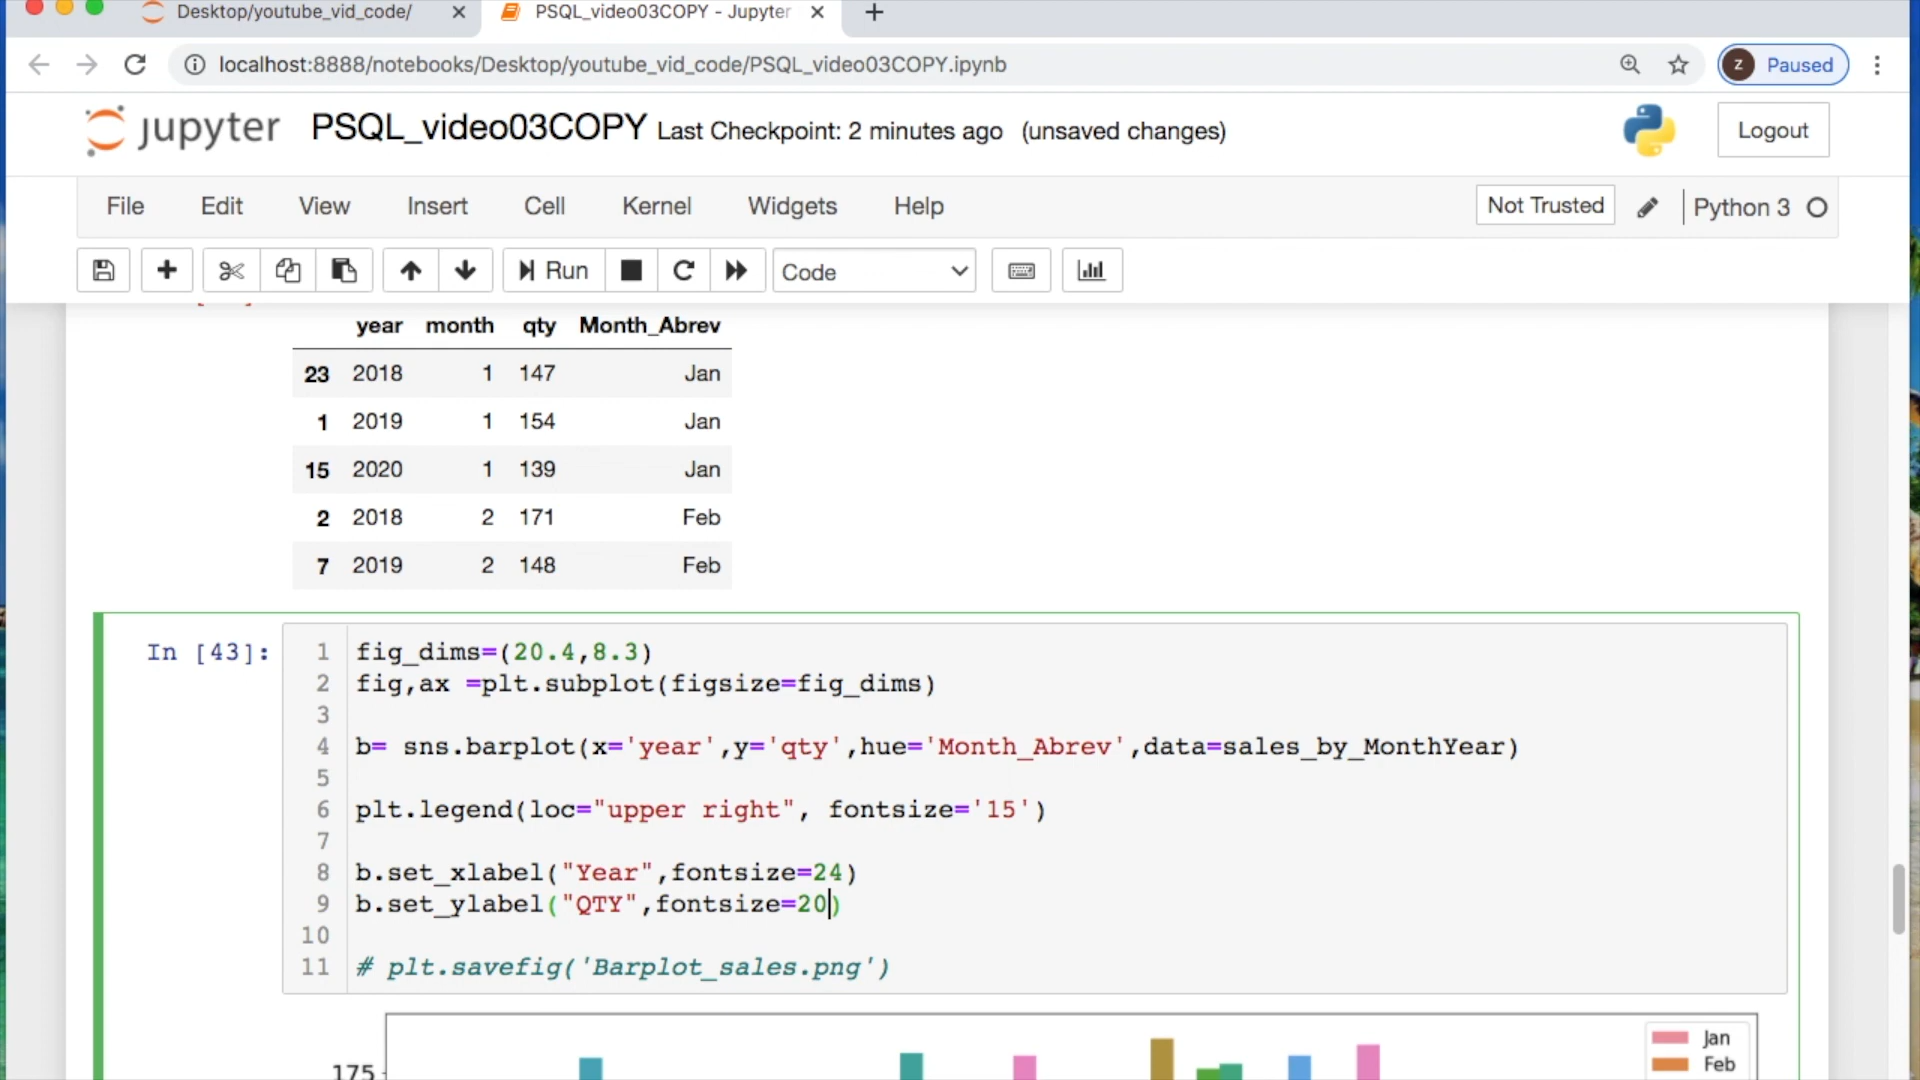 Desktop/youtube_vid_code/
PSQL_video03COPY - Jupyter
localhost:8888/notebooks/Desktop/youtube_vid_code/PSQL_video03COPY.ipynb
z Paused
jupyter PSQL_video03COPY Last Checkpoint: 2 minutes ago (unsaved changes)
Logout
File Edit View Insert Cell Kernel Widgets Help
Not Trusted
Python 3
Run
Code
year month qty Month_Abrev
23 2018 1 147 Jan
1 2019 1 154 Jan
15 2020 1 139 Jan
2 2018 2 171 Feb
7 2019 2 148 Feb
In [43]:
1 fig_dims=(20.4,8.3)
2 fig,ax =plt.subplot(figsize=fig_dims)
3
4 b= sns.barplot(x='year',y='qty',hue='Month_Abrev',data=sales_by_MonthYear)
5
6 plt.legend(loc="upper right", fontsize='15')
7
8 b.set_xlabel("Year",fontsize=24)
9 b.set_ylabel("QTY",fontsize=20)
10
11 # plt.savefig('Barplot_sales.png')
175
Jan
Feb